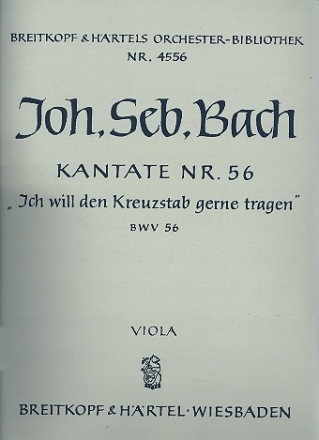 BREITKOPF & HÄRTELS ORCHESTER-BIBLIOTHEK
NR. 4556
Joh. Seb. Bach
KANTATE NR. 56
„Ich will den Kreuzstab gerne tragen"
BWV 56
VIOLA
BREITKOPF & HÄRTEL · WIESBADEN